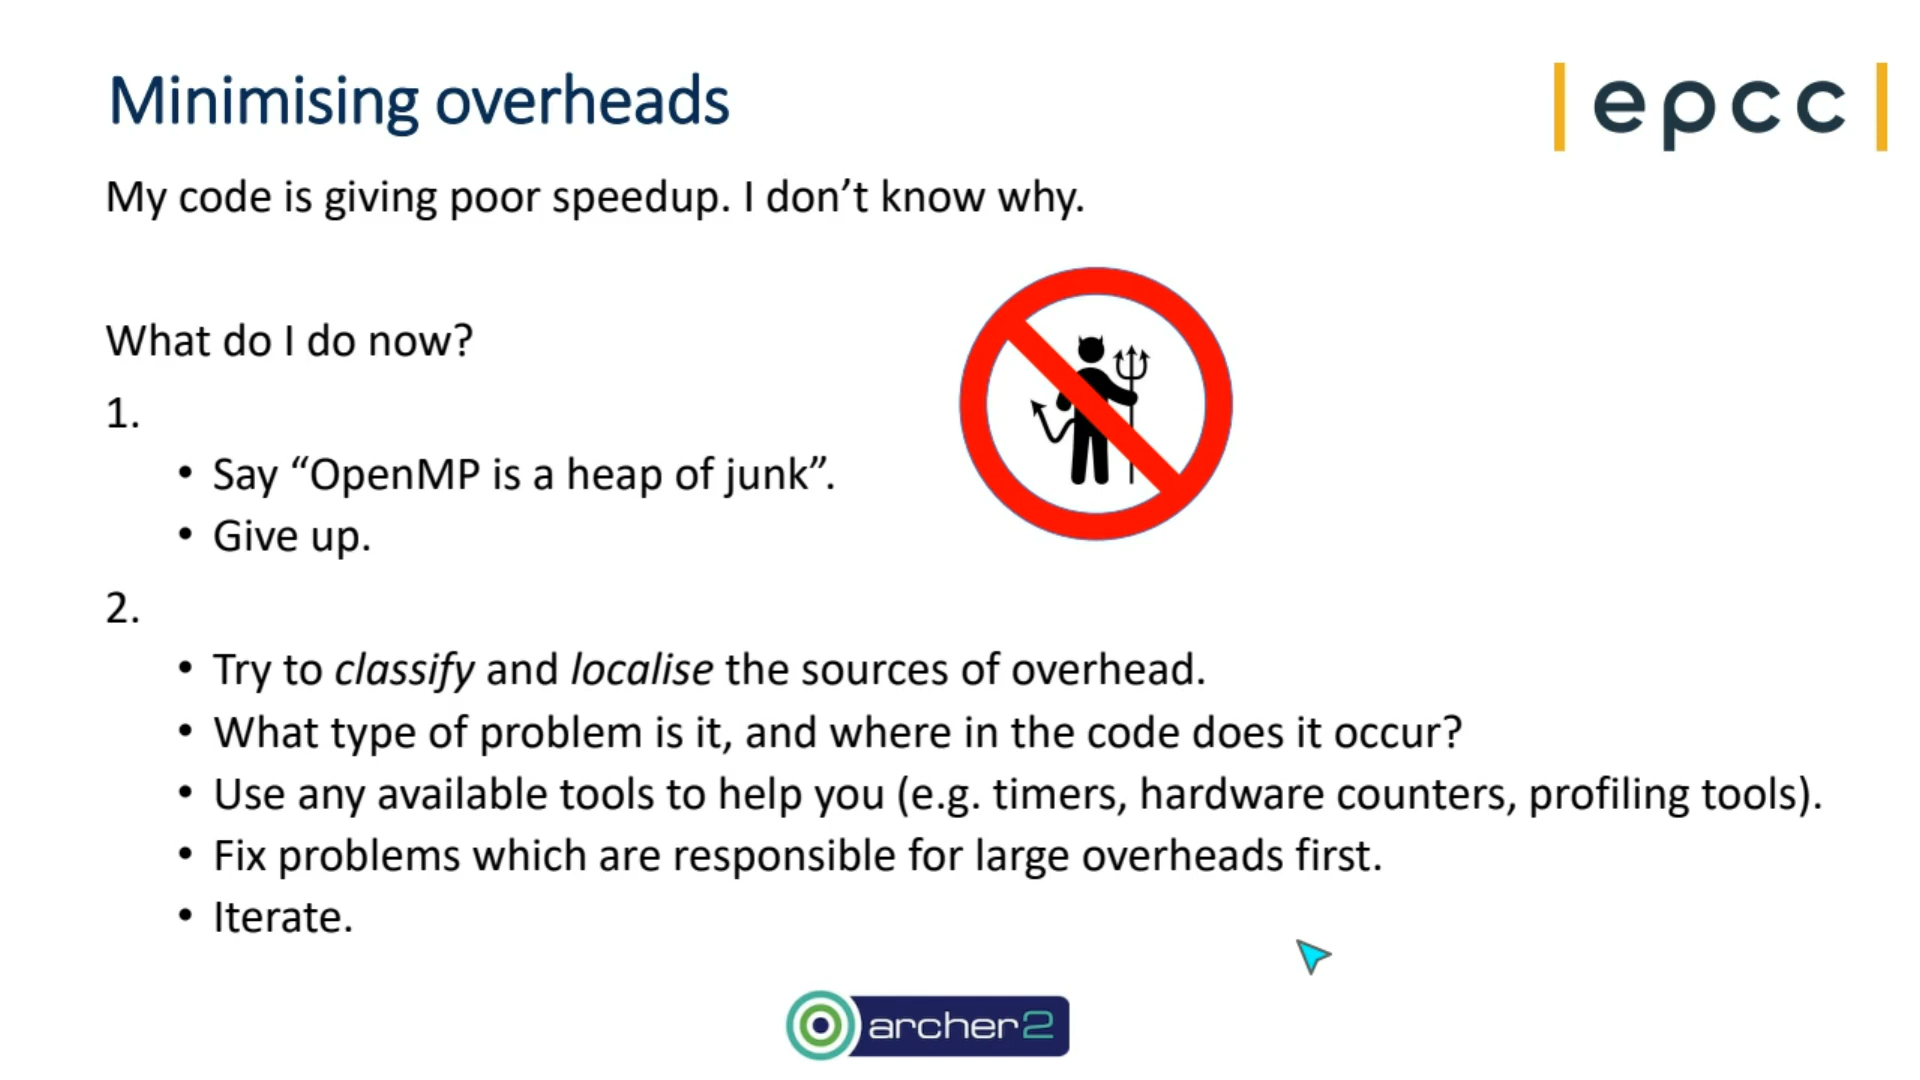 Minimising overheads
epcc
My code is giving poor speedup. I don’t know why.
What do I do now?
1.
• Say “OpenMP is a heap of junk”.
• Give up.
2.
• Try to classify and localise the sources of overhead.
• What type of problem is it, and where in the code does it occur?
• Use any available tools to help you (e.g. timers, hardware counters, profiling tools).
• Fix problems which are responsible for large overheads first.
• Iterate.
archer2